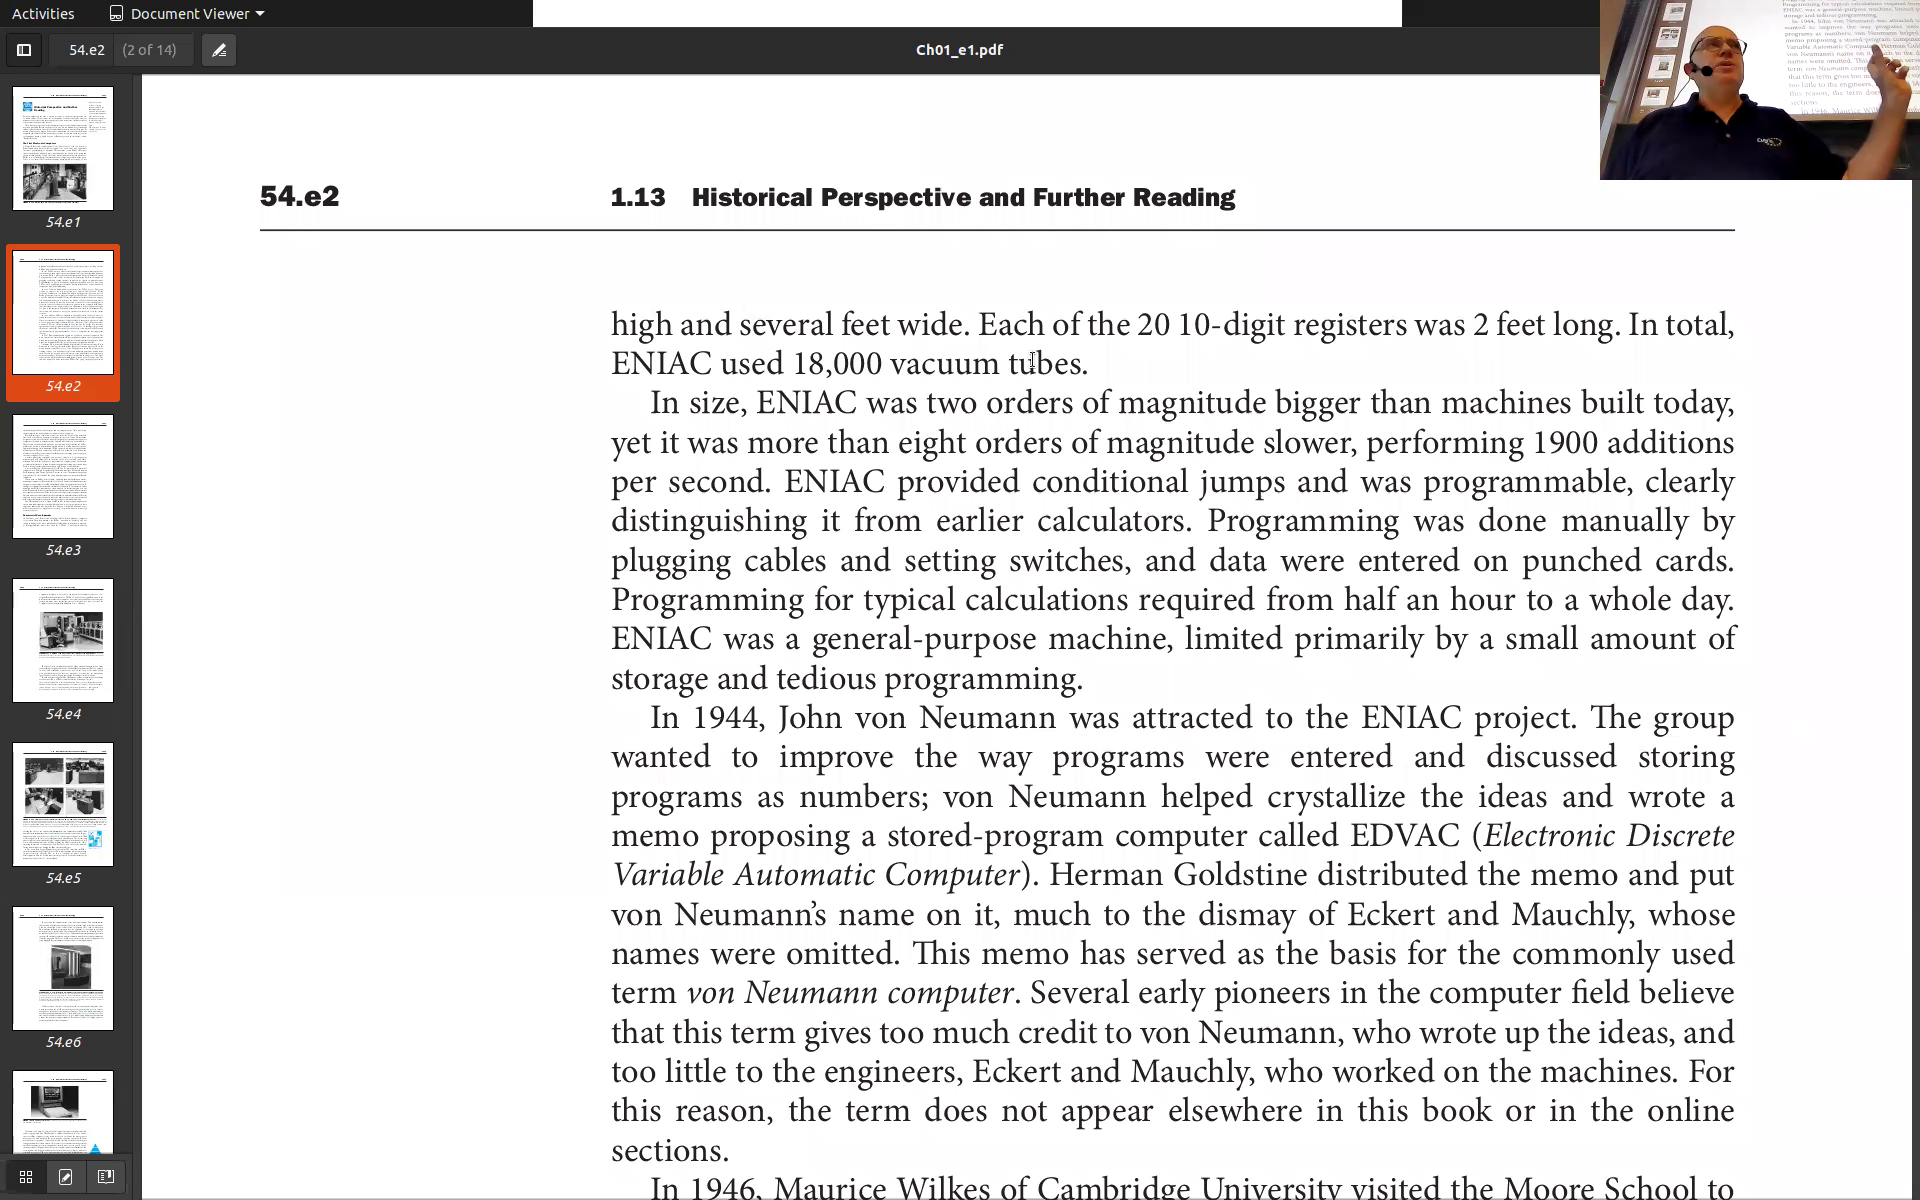 Activities
Document Viewer
54.e2
(2 of 14)
Ch01_e1.pdf
54.e1
54.e2
54.e3
54.e4
54.e5
54.e6
54.e2 1.13 Historical Perspective and Further Reading
high and several feet wide. Each of the 20 10-digit registers was 2 feet long. In total,
ENIAC used 18,000 vacuum tubes.
In size, ENIAC was two orders of magnitude bigger than machines built today,
yet it was more than eight orders of magnitude slower, performing 1900 additions
per second. ENIAC provided conditional jumps and was programmable, clearly
distinguishing it from earlier calculators. Programming was done manually by
plugging cables and setting switches, and data were entered on punched cards.
Programming for typical calculations required from half an hour to a whole day.
ENIAC was a general-purpose machine, limited primarily by a small amount of
storage and tedious programming.
In 1944, John von Neumann was attracted to the ENIAC project. The group
wanted to improve the way programs were entered and discussed storing
programs as numbers; von Neumann helped crystallize the ideas and wrote a
memo proposing a stored-program computer called EDVAC (Electronic Discrete
Variable Automatic Computer). Herman Goldstine distributed the memo and put
von Neumann’s name on it, much to the dismay of Eckert and Mauchly, whose
names were omitted. This memo has served as the basis for the commonly used
term von Neumann computer. Several early pioneers in the computer field believe
that this term gives too much credit to von Neumann, who wrote up the ideas, and
too little to the engineers, Eckert and Mauchly, who worked on the machines. For
this reason, the term does not appear elsewhere in this book or in the online
sections.
In 1946, Maurice Wilkes of Cambridge University visited the Moore School to